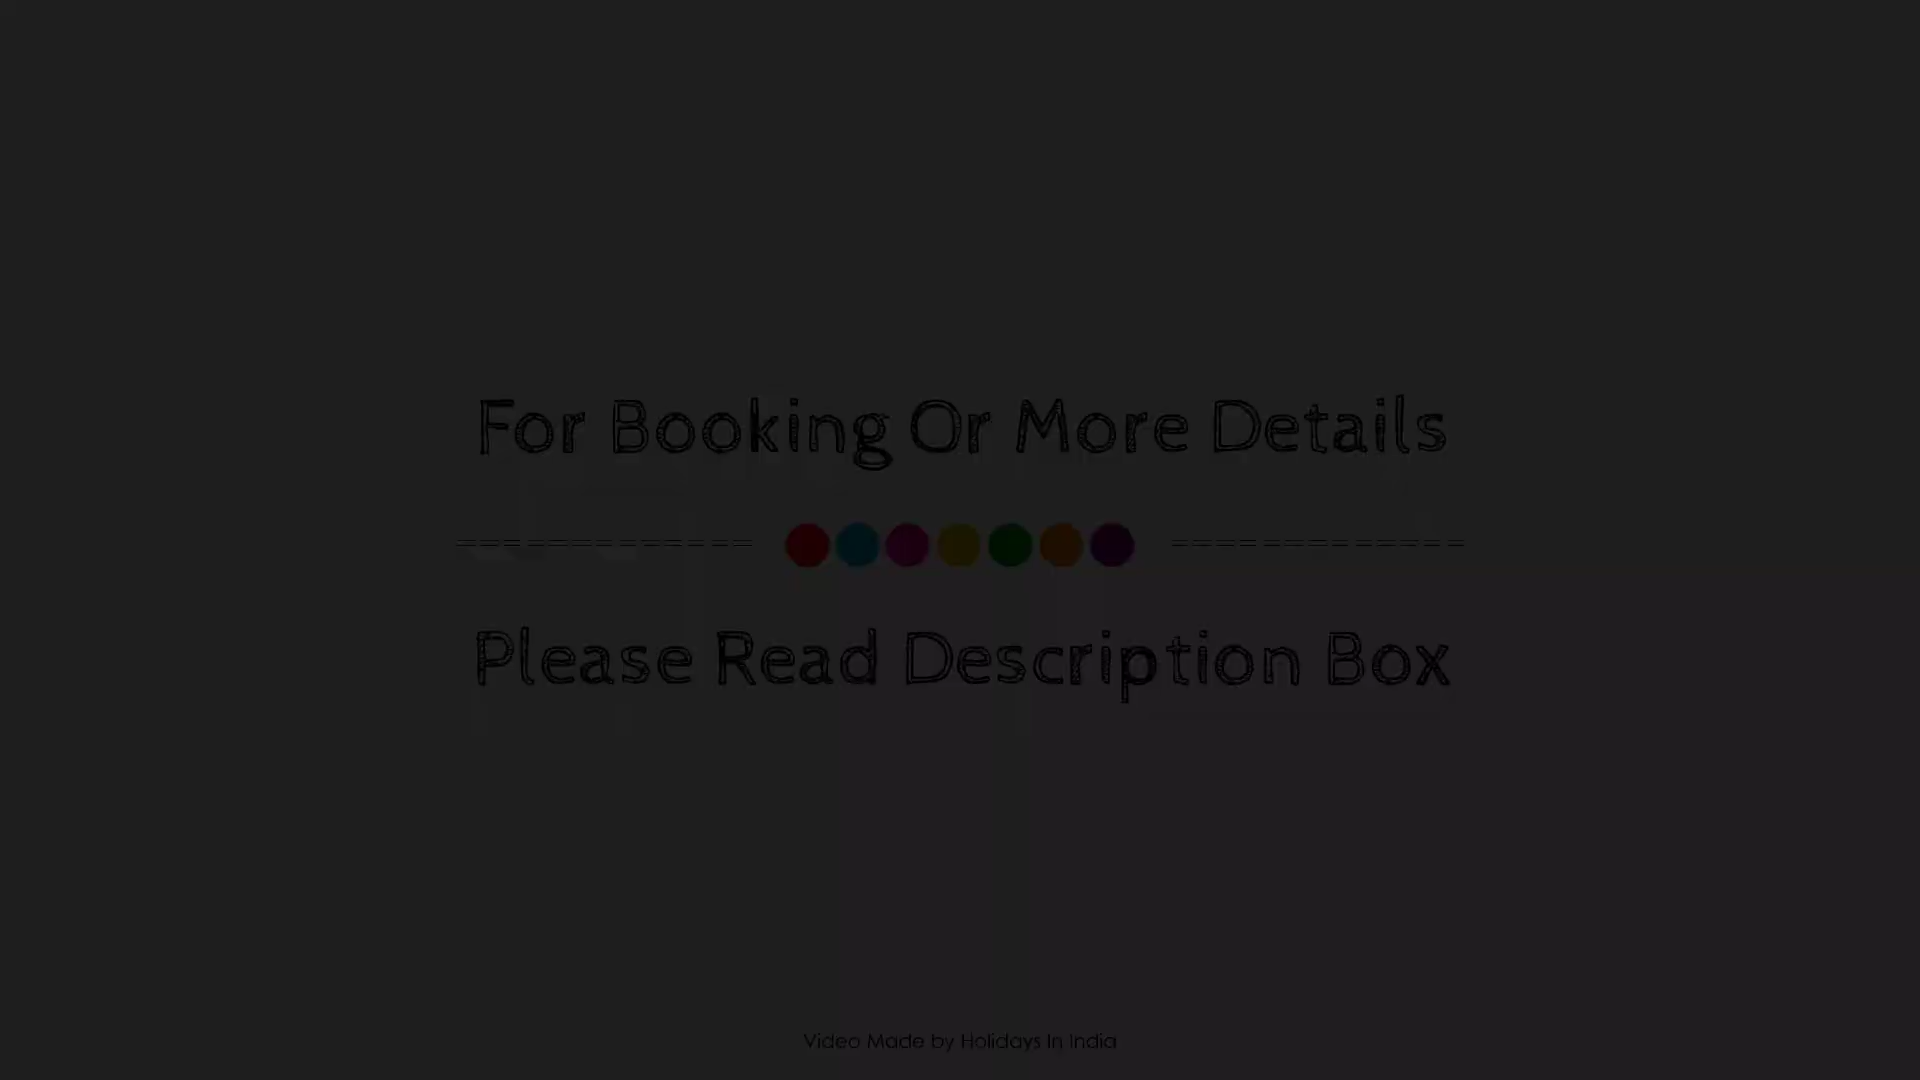 For Booking Or More Details
Please Read Description Box
Video Made by Holidays In India